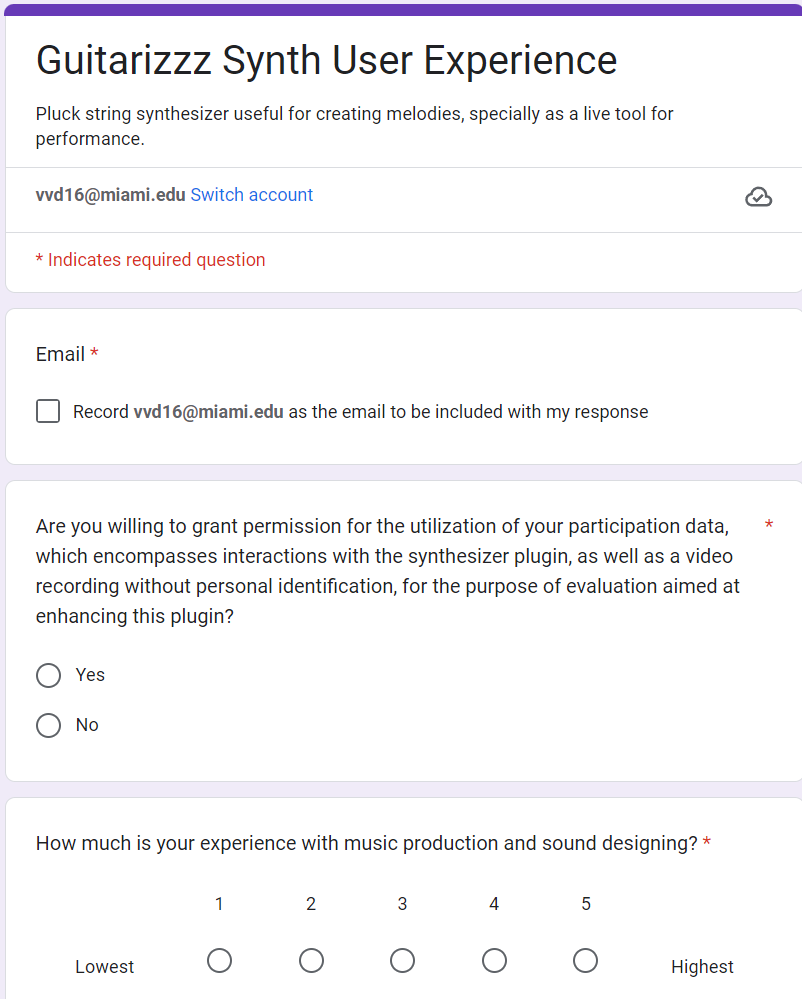 Guitarizzz Synth User Experience
Pluck string synthesizer useful for creating melodies, specially as a live tool for
performance.
vvd16@miami.edu Switch account
* Indicates required question
Email *
Record vvd16@miami.edu as the email to be included with my response
Are you willing to grant permission for the utilization of your participation data, *
which encompasses interactions with the synthesizer plugin, as well as a video
recording without personal identification, for the purpose of evaluation aimed at
enhancing this plugin?
Yes
No
How much is your experience with music production and sound designing? *
1 2 3 4 5
Lowest Highest